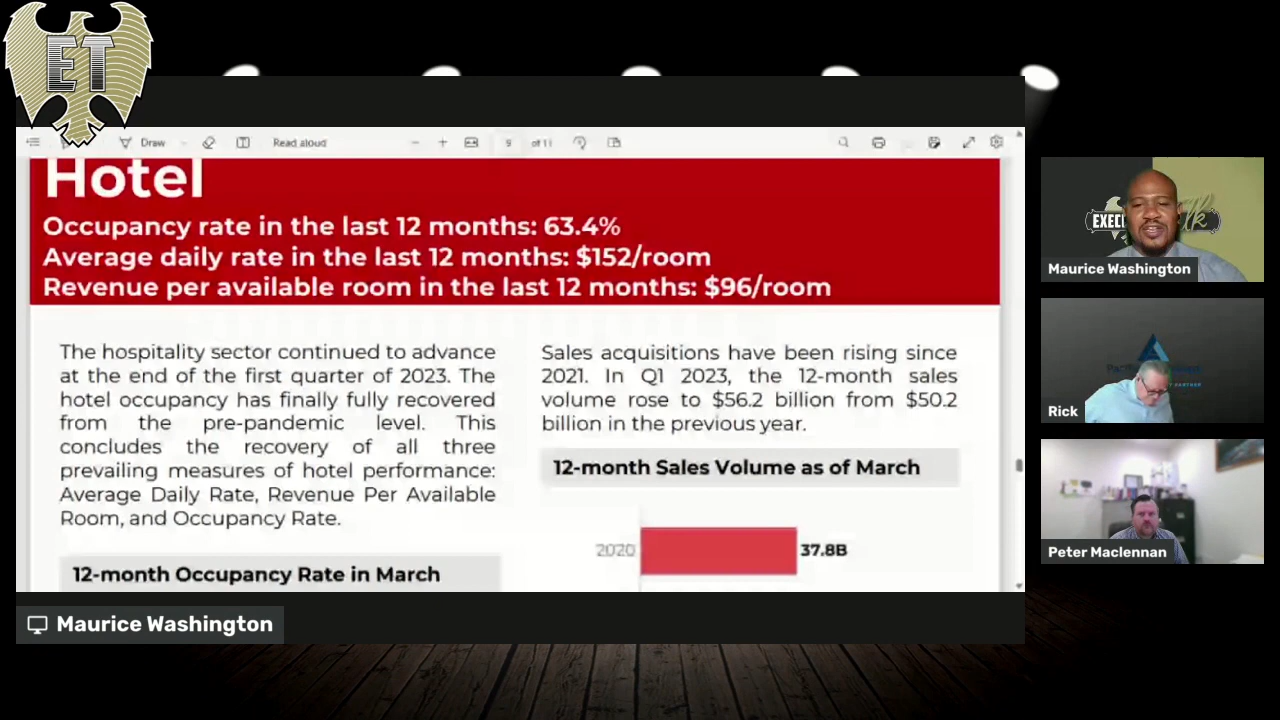 ET
Draw
Read aloud
9 of 11
Hotel
Occupancy rate in the last 12 months: 63.4%
Average daily rate in the last 12 months: $152/room
Revenue per available room in the last 12 months: $96/room
The hospitality sector continued to advance
at the end of the first quarter of 2023. The
hotel occupancy has finally fully recovered
from the pre-pandemic level. This
concludes the recovery of all three
prevailing measures of hotel performance:
Average Daily Rate, Revenue Per Available
Room, and Occupancy Rate.
12-month Occupancy Rate in March
Sales acquisitions have been rising since
2021. In Q1 2023, the 12-month sales
volume rose to $56.2 billion from $50.2
billion in the previous year.
12-month Sales Volume as of March
2020 37.8B
Maurice Washington
Maurice Washington
Rick
Peter Maclennan